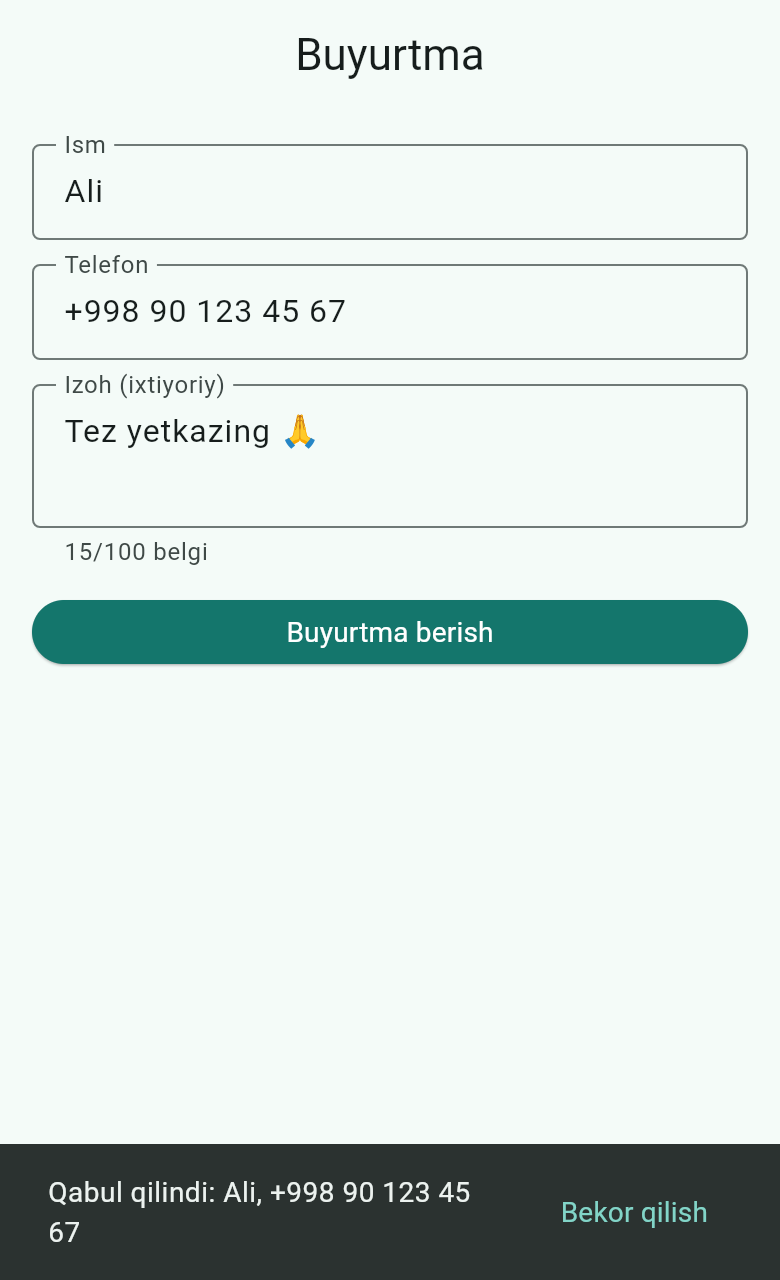 Buyurtma
Ism
Ali
Telefon
+998 90 123 45 67
Izoh (ixtiyoriy)
Tez yetkazing 🙏
15/100 belgi
Buyurtma berish
Qabul qilindi: Ali, +998 90 123 45
67
Bekor qilish